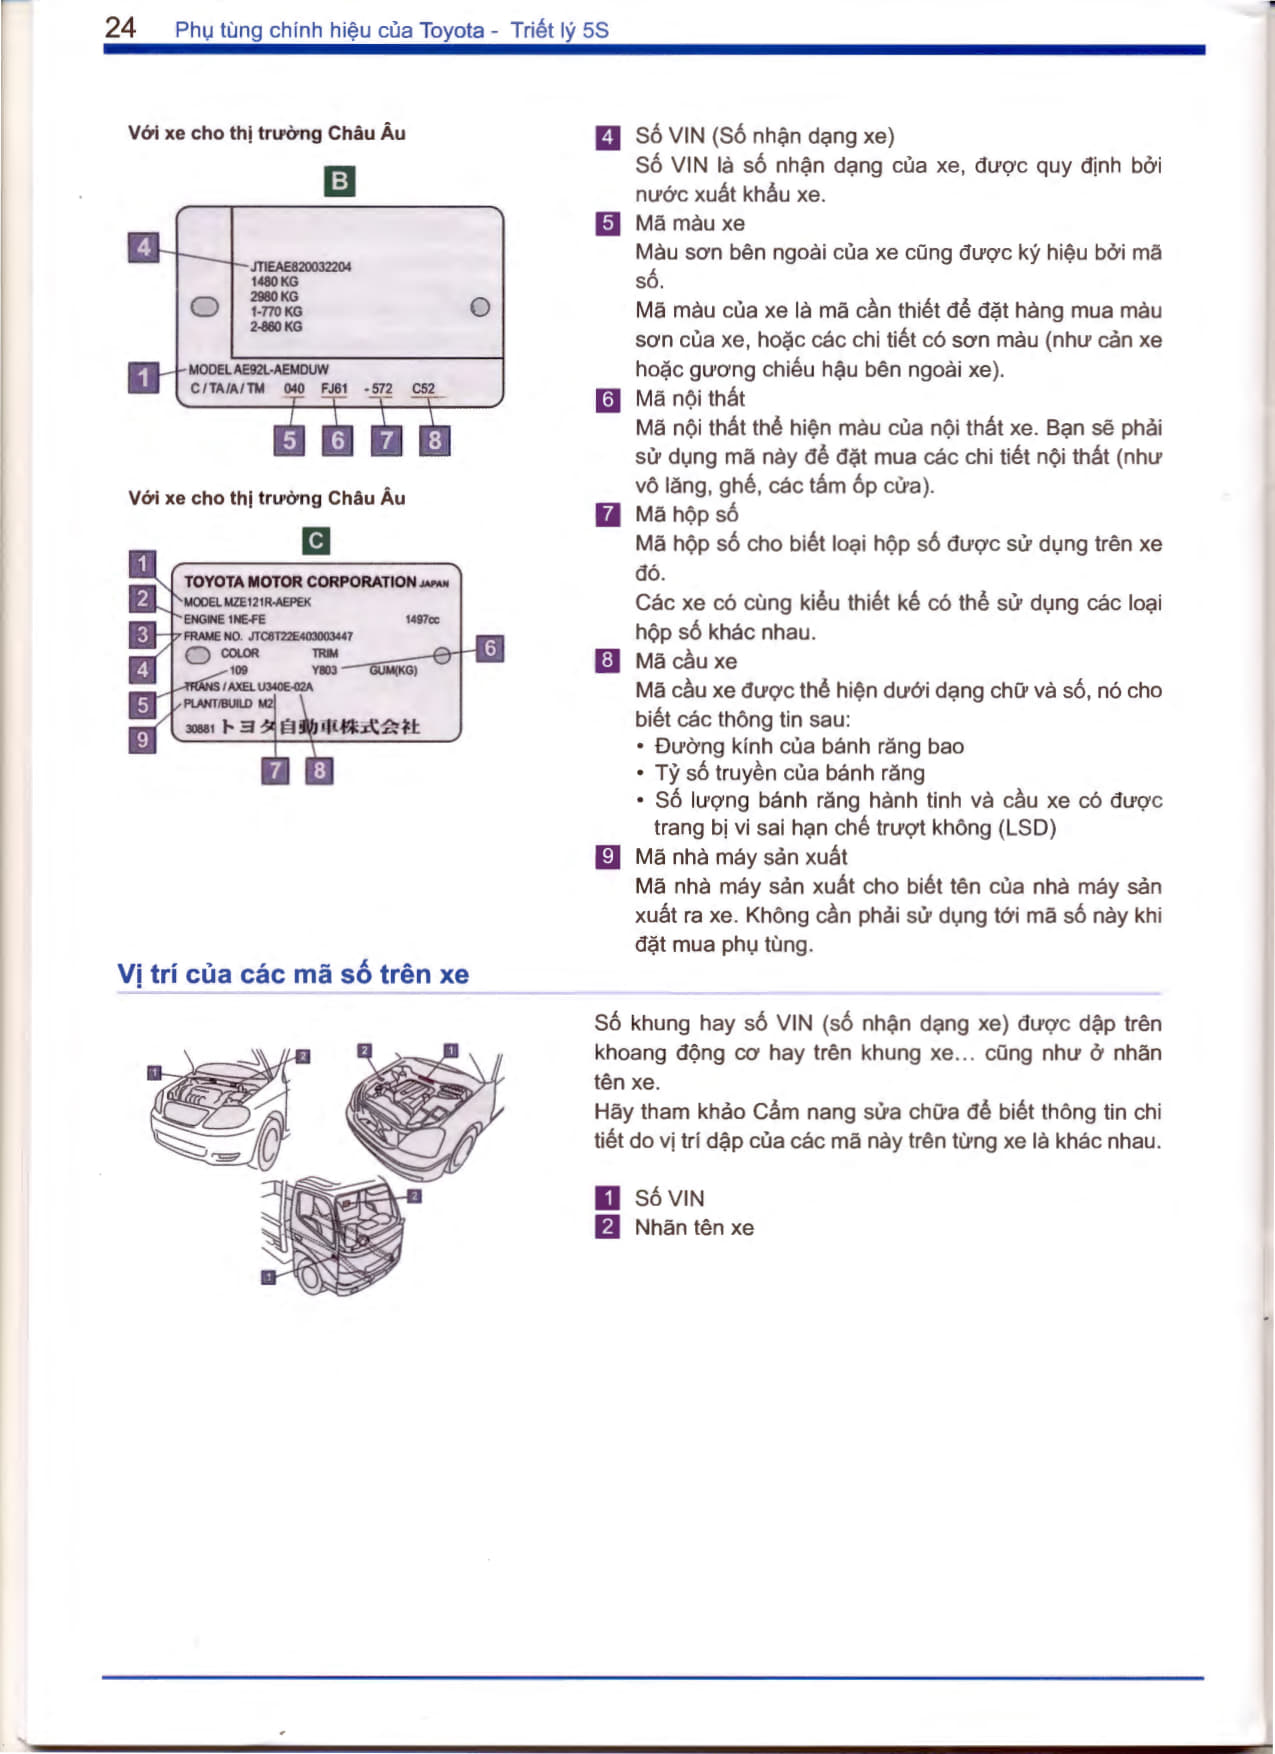 24 Phụ tùng chính hiệu của Toyota - Triết lý 5S
Với xe cho thị trường Châu Âu
B
4
JTIEAE820032204
1480 KG
2980 KG
1-770 KG
2-860 KG
1
MODEL AE92L-AEMDUW
C / TA/A / TM 040 FJ61 - 572 C52
5 6 7 8
Với xe cho thị trường Châu Âu
C
1
2
3
4
5
9
6
TOYOTA MOTOR CORPORATION JAPAN
MODEL MZE121R-AEPEK
ENGINE 1NE-FE 1497cc
FRAME NO. JTC8T22E403003447
COLOR TRIM
109 Y803 GUM(KG)
TRANS / AXEL U340E-02A
PLANT/BUILD M2
30881 トヨタ自動車株式会社
7 8
4 Số VIN (Số nhận dạng xe)
Số VIN là số nhận dạng của xe, được quy định bởi
nước xuất khẩu xe.
5 Mã màu xe
Màu sơn bên ngoài của xe cũng được ký hiệu bởi mã
số.
Mã màu của xe là mã cần thiết để đặt hàng mua màu
sơn của xe, hoặc các chi tiết có sơn màu (như cản xe
hoặc gương chiếu hậu bên ngoài xe).
6 Mã nội thất
Mã nội thất thể hiện màu của nội thất xe. Bạn sẽ phải
sử dụng mã này để đặt mua các chi tiết nội thất (như
vô lăng, ghế, các tấm ốp cửa).
7 Mã hộp số
Mã hộp số cho biết loại hộp số được sử dụng trên xe
đó.
Các xe có cùng kiểu thiết kế có thể sử dụng các loại
hộp số khác nhau.
8 Mã cầu xe
Mã cầu xe được thể hiện dưới dạng chữ và số, nó cho
biết các thông tin sau:
• Đường kính của bánh răng bao
• Tỷ số truyền của bánh răng
• Số lượng bánh răng hành tinh và cầu xe có được
trang bị vi sai hạn chế trượt không (LSD)
9 Mã nhà máy sản xuất
Mã nhà máy sản xuất cho biết tên của nhà máy sản
xuất ra xe. Không cần phải sử dụng tới mã số này khi
đặt mua phụ tùng.
Vị trí của các mã số trên xe
1 2 2 1
2
1
Số khung hay số VIN (số nhận dạng xe) được dập trên
khoang động cơ hay trên khung xe... cũng như ở nhãn
tên xe.
Hãy tham khảo Cẩm nang sửa chữa để biết thông tin chi
tiết do vị trí dập của các mã này trên từng xe là khác nhau.
1 Số VIN
2 Nhãn tên xe